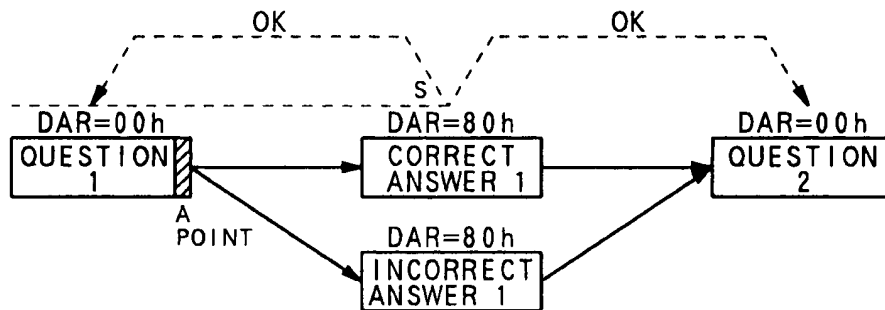 OK OK
S
DAR=00h DAR=80h DAR=00h
QUESTION 1
CORRECT ANSWER 1
QUESTION 2
A POINT
DAR=80h
INCORRECT ANSWER 1